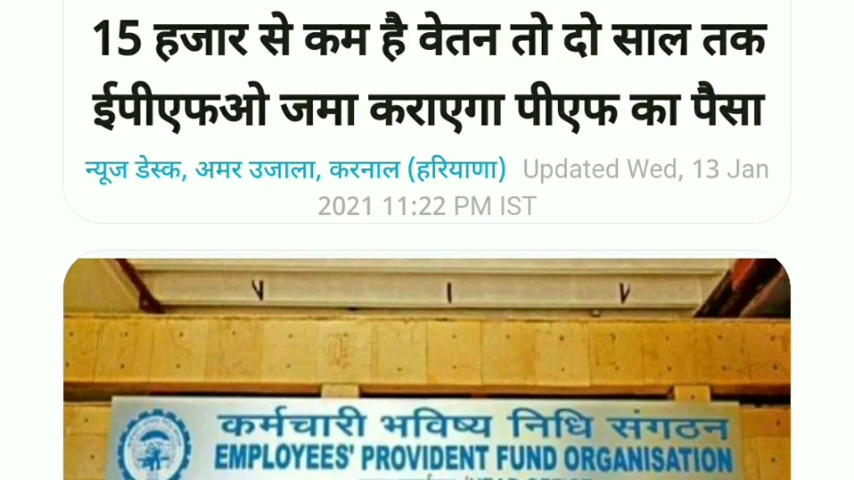 15 हजार से कम है वेतन तो दो साल तक
ईपीएफओ जमा कराएगा पीएफ का पैसा
न्यूज डेस्क, अमर उजाला, करनाल (हरियाणा) Updated Wed, 13 Jan
2021 11:22 PM IST
कर्मचारी भविष्य निधि संगठन
EMPLOYEES' PROVIDENT FUND ORGANISATION